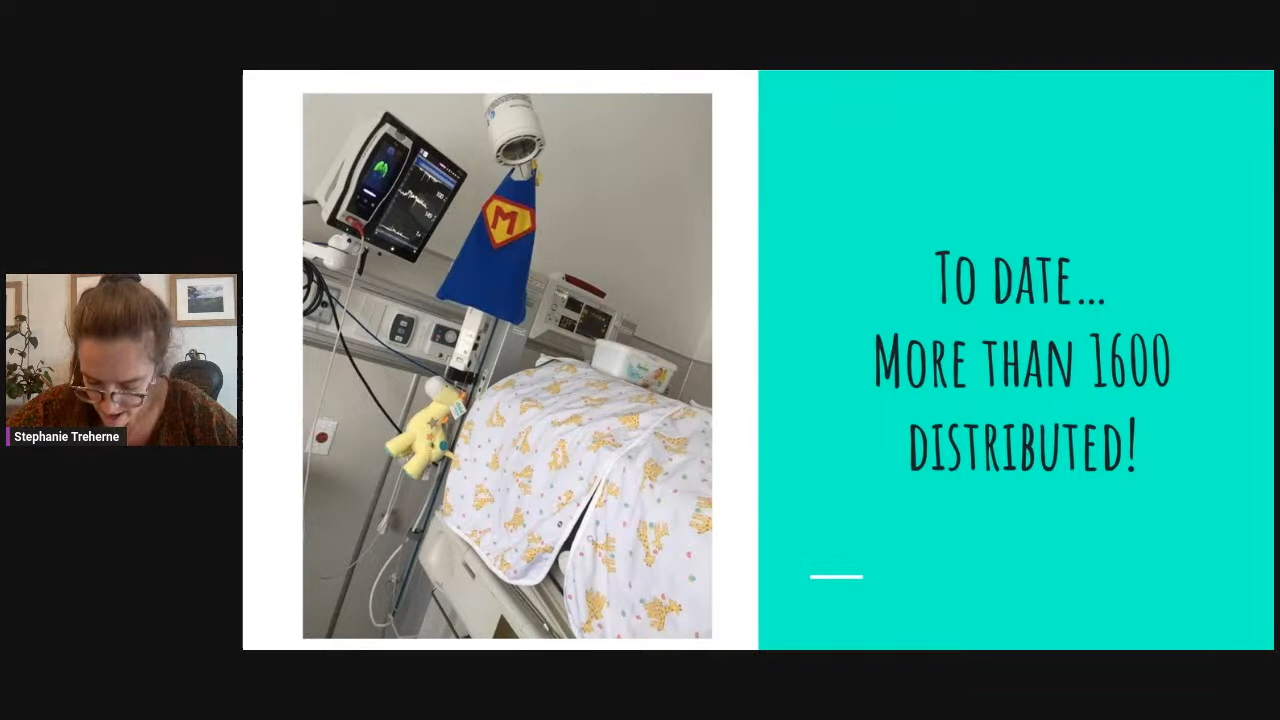 M
To date...
More than 1600
distributed!
Stephanie Treherne